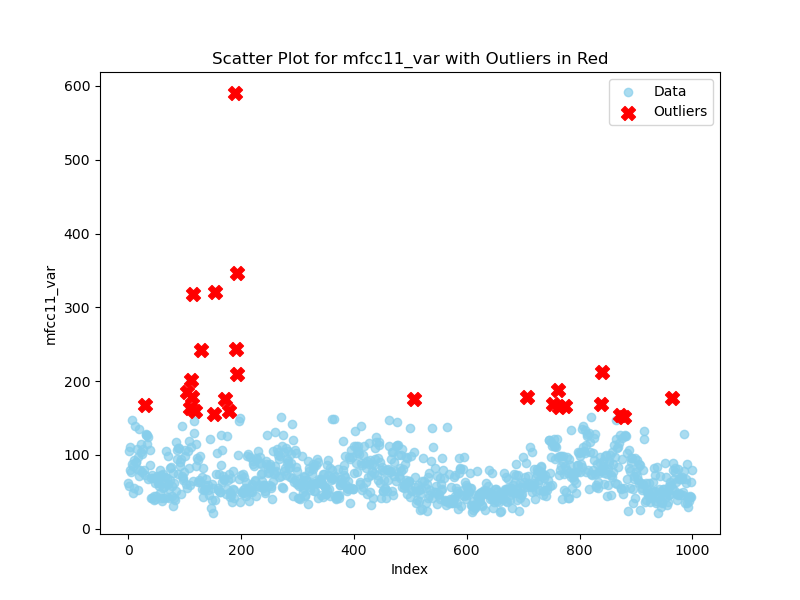 Scatter Plot for mfcc11_var with Outliers in Red
Data
Outliers
600
500
400
300
200
100
0
mfcc11_var
0 200 400 600 800 1000
Index